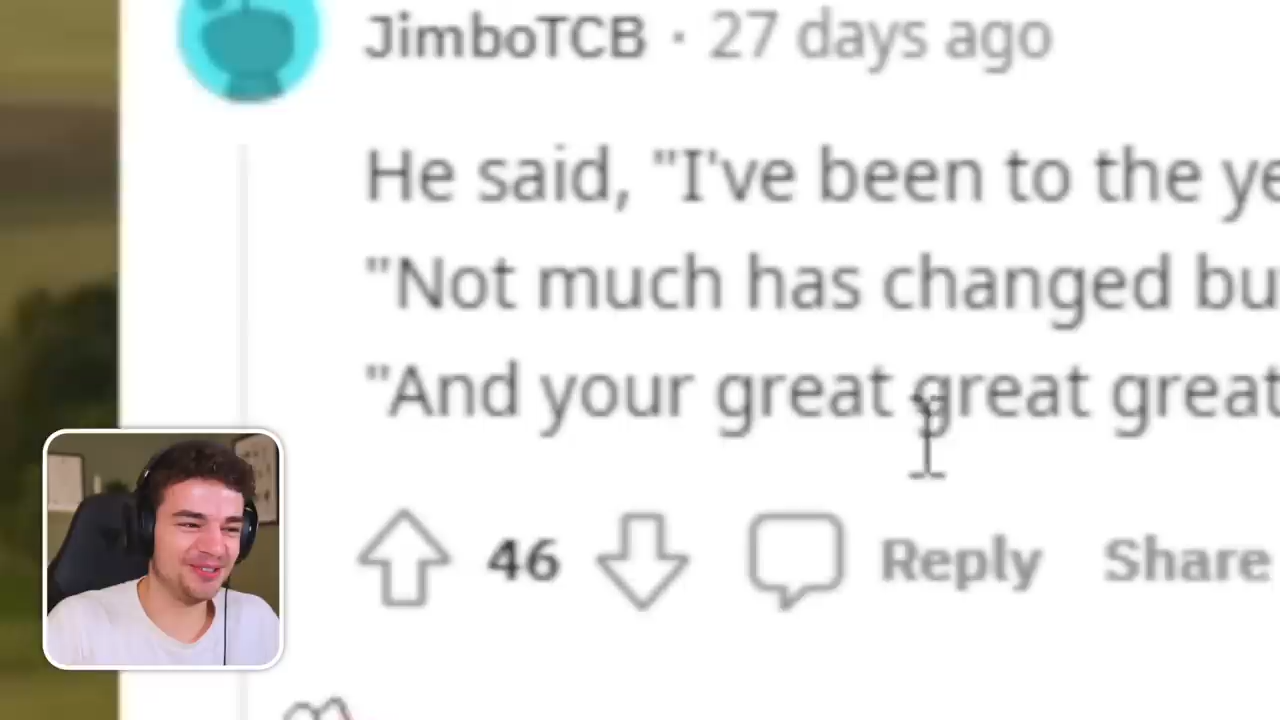 JimboTCB · 27 days ago
He said, "I've been to the ye
"Not much has changed bu
"And your great great great
46 Reply Share